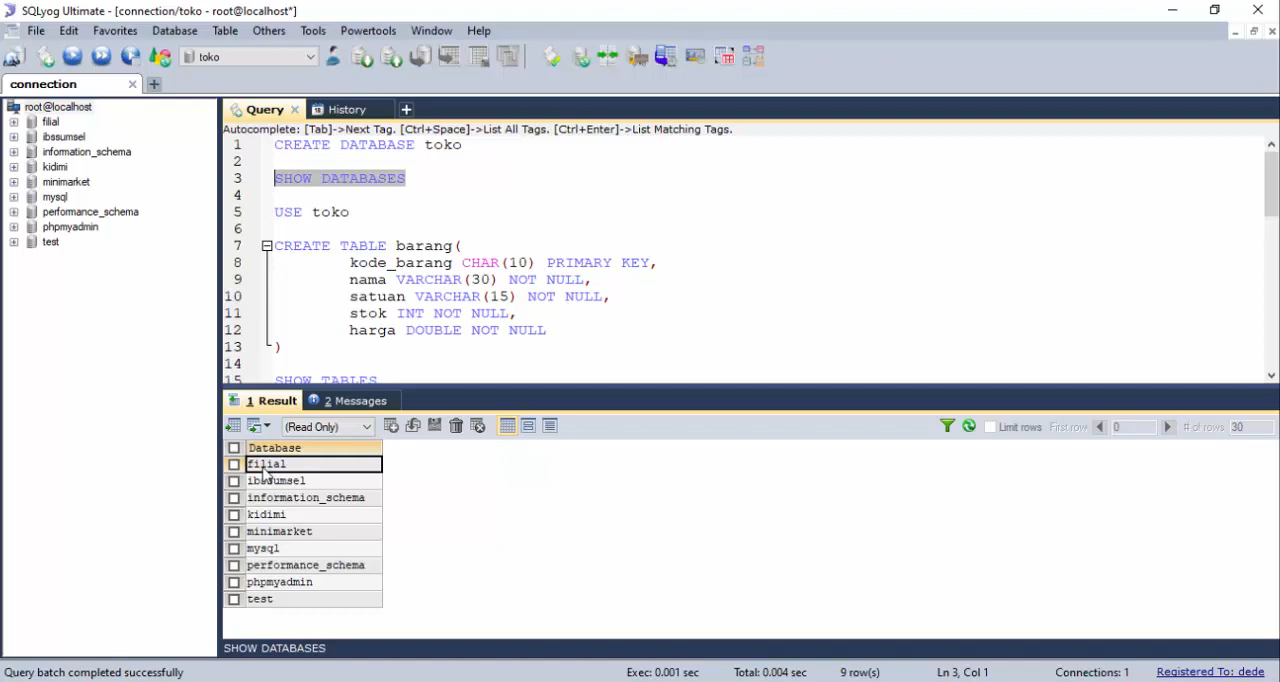 SQLyog Ultimate - [connection/toko - root@localhost*]
File Edit Favorites Database Table Others Tools Powertools Window Help
toko
connection
root@localhost
filial
ibssumsel
information_schema
kidimi
minimarket
mysql
performance_schema
phpmyadmin
test
Query History
Autocomplete: [Tab]->Next Tag. [Ctrl+Space]->List All Tags. [Ctrl+Enter]->List Matching Tags.
1 CREATE DATABASE toko
2
3 SHOW DATABASES
4
5 USE toko
6
7 CREATE TABLE barang(
8 kode_barang CHAR(10) PRIMARY KEY,
9 nama VARCHAR(30) NOT NULL,
10 satuan VARCHAR(15) NOT NULL,
11 stok INT NOT NULL,
12 harga DOUBLE NOT NULL
13 )
14
15 SHOW TABLES
1 Result 2 Messages
(Read Only) Limit rows First row 0 # of rows 30
Database
filial
ibssumsel
information_schema
kidimi
minimarket
mysql
performance_schema
phpmyadmin
test
SHOW DATABASES
Query batch completed successfully Exec: 0.001 sec Total: 0.004 sec 9 row(s) Ln 3, Col 1 Connections: 1 Registered To: dede